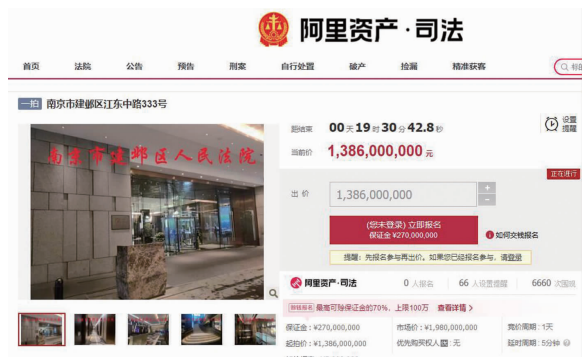 阿里资产·司法
首页 法院 公告 预告 刑案 自行处置 破产 捡漏 精准获客
一拍 南京市建邺区江东中路333号
距结束 00天19时30分42.8秒 设置提醒
当前价 1,386,000,000元
正在进行
南京市建邺区人民法院
出价 1,386,000,000 + −
(您未登录) 立即报名
保证金 ¥270,000,000
如何交钱报名
提醒：先报名参与再出价。如果您已经报名参与、请登录
阿里资产·司法 0 人报名 66 人设置提醒 6660 次围观
最高可除保证金的70%、上限100万 查看详情 >
保证金：¥270,000,000 市场价：¥1,980,000,000 竞价周期：1天
起拍价：¥1,386,000,000 优先购买权人：无 延时周期：5分钟